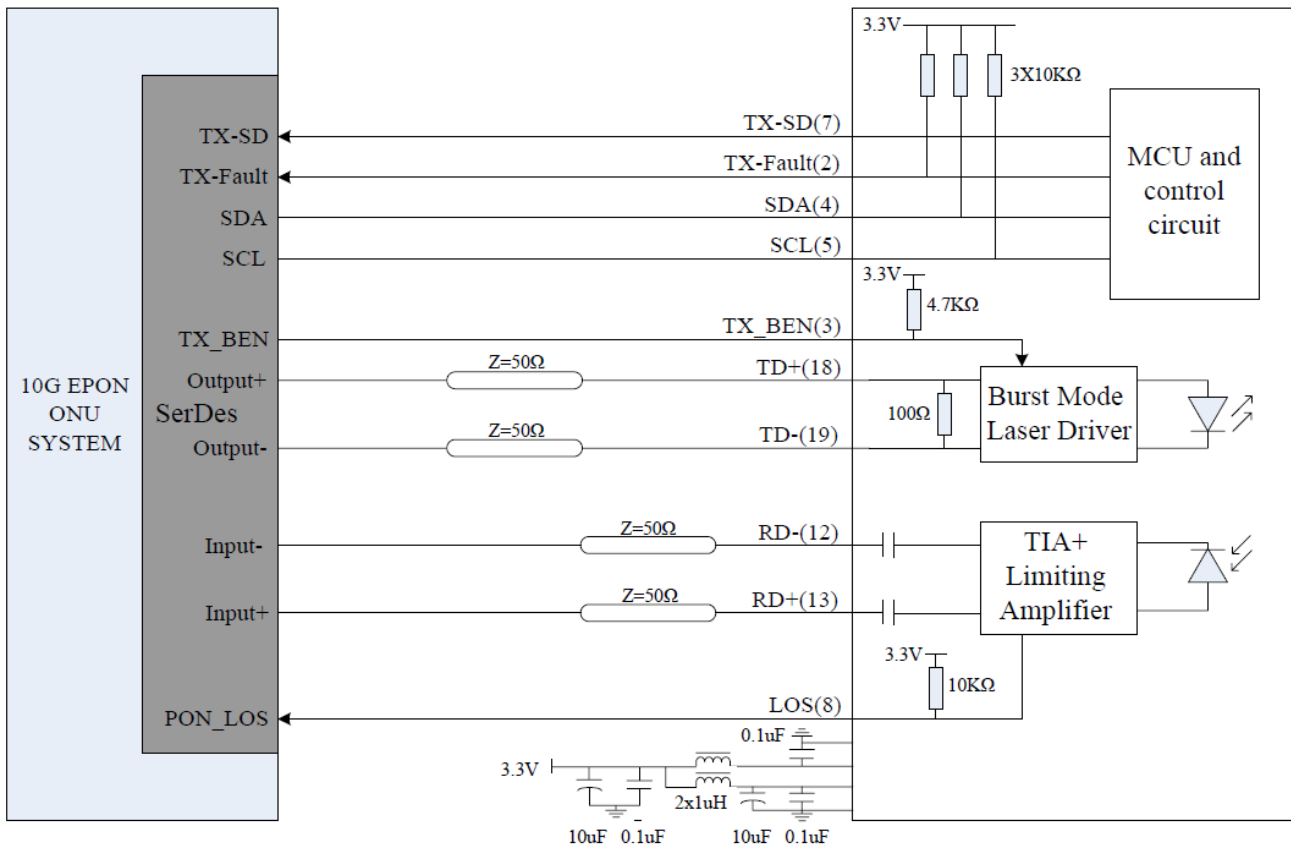 10G EPON
ONU
SYSTEM
SerDes
TX-SD
TX-Fault
SDA
SCL
TX_BEN
Output+
Output-
Input-
Input+
PON_LOS
TX-SD(7)
TX-Fault(2)
SDA(4)
SCL(5)
TX_BEN(3)
Z=50Ω
TD+(18)
Z=50Ω
TD-(19)
Z=50Ω
RD-(12)
Z=50Ω
RD+(13)
LOS(8)
3.3V
3X10KΩ
MCU and
control
circuit
3.3V
4.7KΩ
100Ω
Burst Mode
Laser Driver
TIA+
Limiting
Amplifier
3.3V
10KΩ
0.1uF
3.3V
2x1uH
10uF
0.1uF
10uF
0.1uF